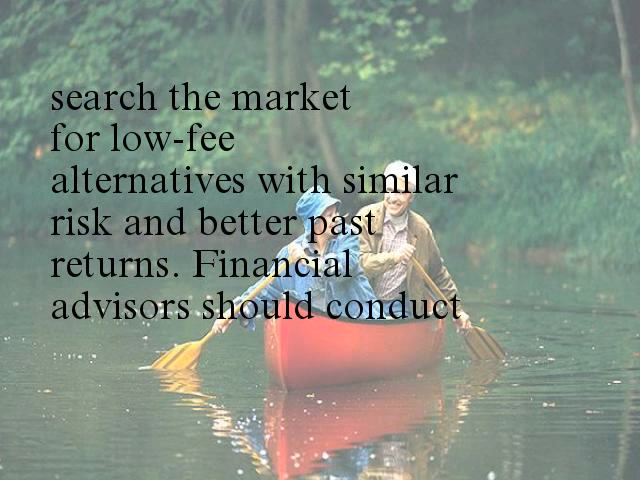 search the market
for low-fee
alternatives with similar
risk and better past
returns. Financial
advisors should conduct